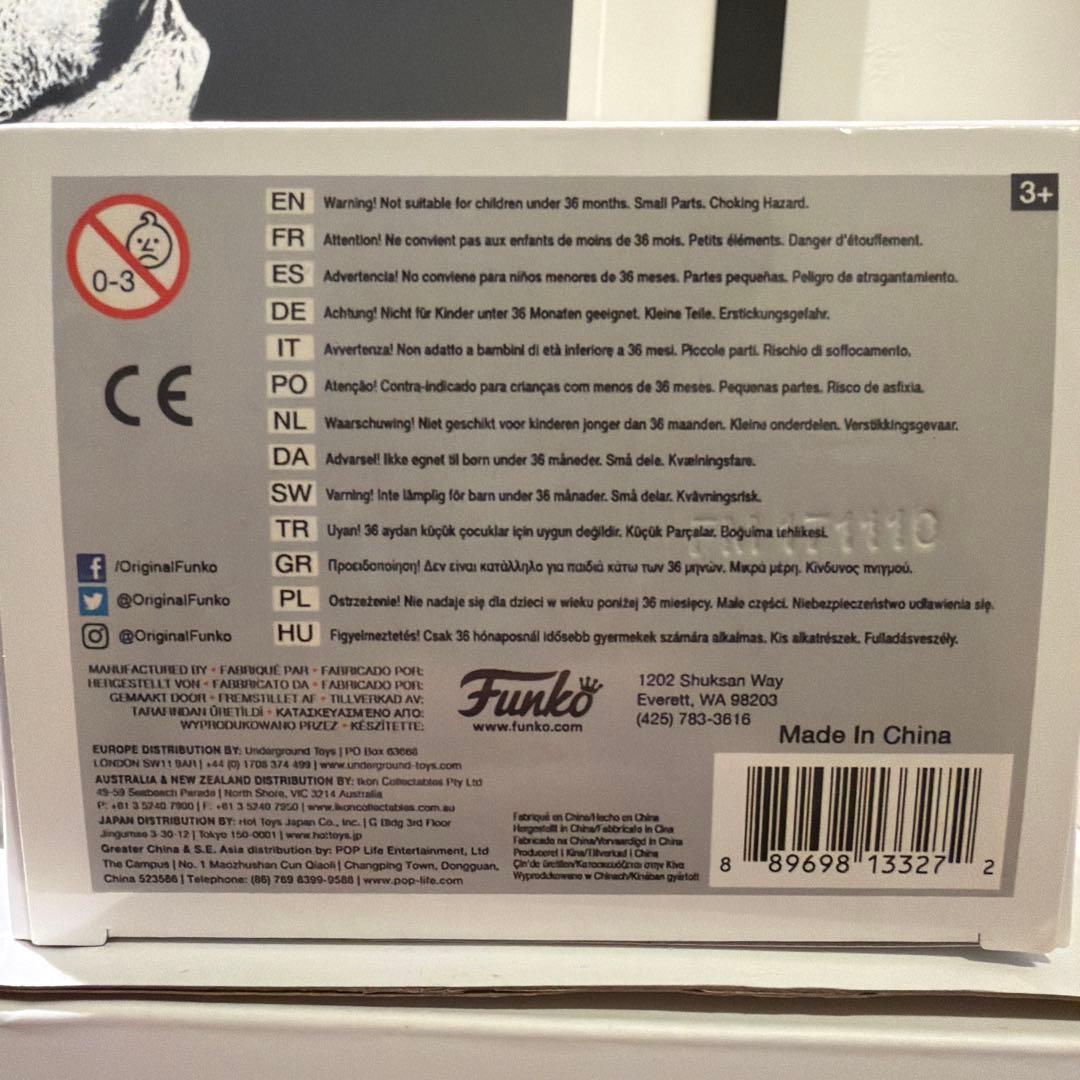 0-3
3+
EN Warning! Not suitable for children under 36 months. Small Parts. Choking Hazard.
FR Attention! Ne convient pas aux enfants de moins de 36 mois. Petits éléments. Danger d'étouffement.
ES Advertencia! No conviene para niños menores de 36 meses. Partes pequeñas. Peligro de atragantamiento.
DE Achtung! Nicht für Kinder unter 36 Monaten geeignet. Kleine Teile. Erstickungsgefahr.
IT Avvertenza! Non adatto a bambini di età inferiore a 36 mesi. Piccole parti. Rischio di soffocamento.
PO Atenção! Contra-indicado para crianças com menos de 36 meses. Pequenas partes. Risco de asfixia.
NL Waarschuwing! Niet geschikt voor kinderen jonger dan 36 maanden. Kleine onderdelen. Verstikkingsgevaar.
DA Advarsel! Ikke egnet til born under 36 måneder. Små dele. Kvælningsfare.
SW Varning! Inte lämplig för barn under 36 månader. Små delar. Kvävningsrisk.
TR Uyarı! 36 aydan küçük çocuklar için uygun değildir. Küçük Parçalar. Boğulma tehlikesi.
GR Προειδοποίηση! Δεν είναι κατάλληλο για παιδιά κάτω των 36 μηνών. Μικρά μέρη. Κίνδυνος πνιγμού.
PL Ostrzeżenie! Nie nadaje się dla dzieci w wieku poniżej 36 miesięcy. Małe części. Niebezpieczeństwo udławienia się.
HU Figyelmeztetés! Csak 36 hónaposnál idősebb gyermekek számára alkalmas. Kis alkatrészek. Fulladásveszély.
CE
/OriginalFunko
@OriginalFunko
@OriginalFunko
MANUFACTURED BY • FABRIQUÉ PAR • FABRICADO POR:
HERGESTELLT VON • FABBRICATO DA • FABRICADO POR:
GEMAAKT DOOR • FREMSTILLET AF • TILLVERKAD AV:
TARAFINDAN ÜRETİLDİ • ΚΑΤΑΣΚΕΥΑΣΜΈΝΟ ΑΠΌ:
WYPRODUKOWANO PRZEZ • KÉSZÍTETTE:
Funko
www.funko.com
1202 Shuksan Way
Everett, WA 98203
(425) 783-3616
Made In China
EUROPE DISTRIBUTION BY: Underground Toys | PO Box 63668
LONDON SW11 9AH | +44 (0) 1708 374 499 | www.underground-toys.com
AUSTRALIA & NEW ZEALAND DISTRIBUTION BY: Ikon Collectables Pty Ltd
49-59 Seabeach Parade | North Shore, VIC 3214 Australia
P: +61 3 5240 7900 | F: +61 3 5240 7950 | www.ikoncollectables.com.au
JAPAN DISTRIBUTION BY: Hot Toys Japan Co., Inc. | G Bldg 3rd Floor
Jingumae 3-30-12 | Tokyo 150-0001 | www.hottoys.jp
Greater China & S.E. Asia distribution by: POP Life Entertainment, Ltd
The Campus | No. 1 Maozhushan Cun Qiaoli | Changping Town, Dongguan,
China 523586 | Telephone: (86) 769 8399-9588 | www.pop-life.com
Fabriqué en China/Hecho en China
Hergestellt in China/Fabbricato in Cina
Fabricado na China/Vervaardigd in China
Produceret i Kina/Tillverkad i China
Çin'de üretilen/Κατασκευάζεται στην Κίνα
Wyprodukowano w Chinach/Kínában gyártott
8 89698 13327 2